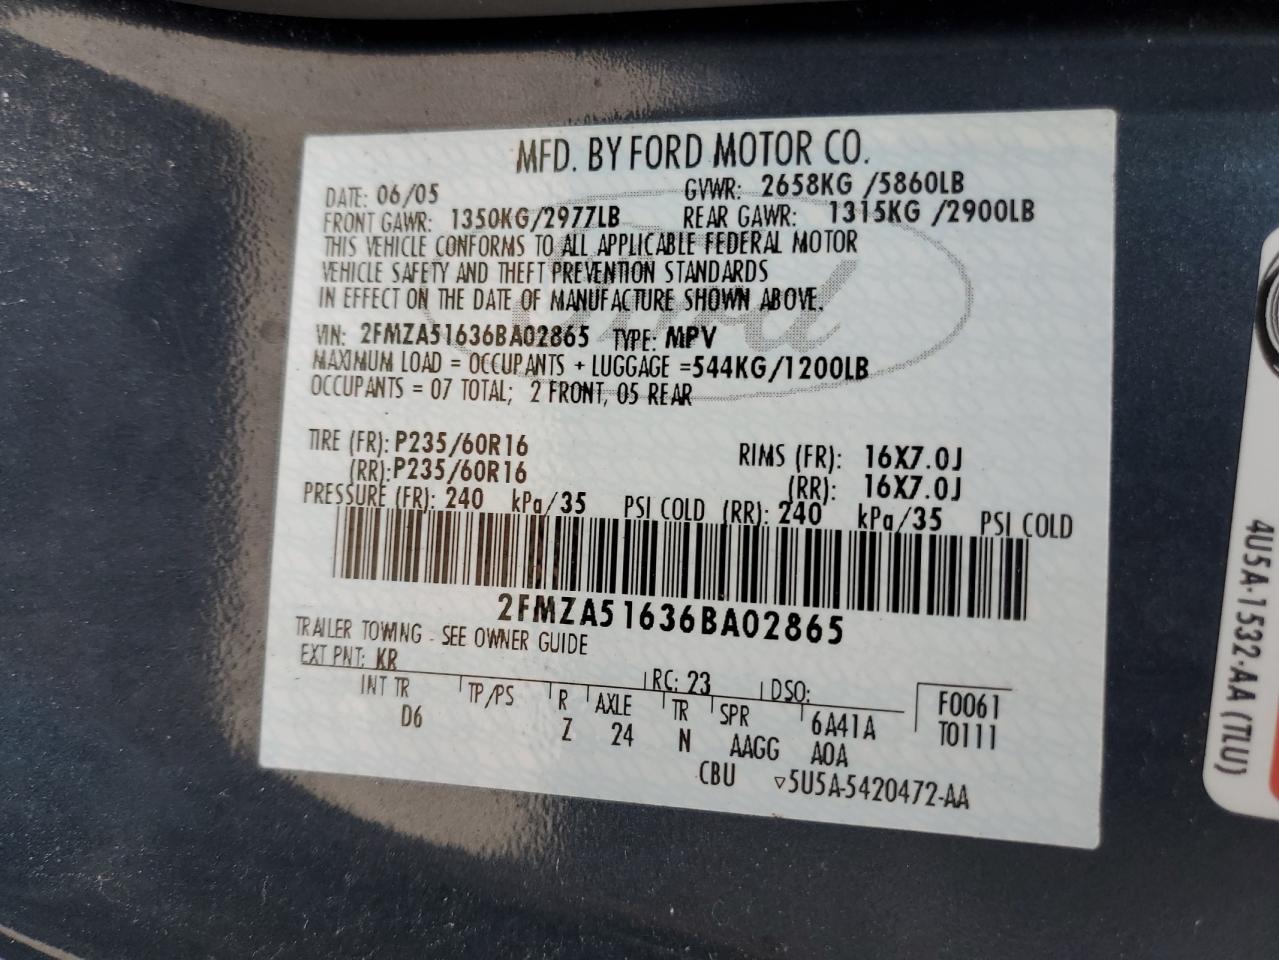 MFD. BY FORD MOTOR CO.
DATE: 06/05 GVWR: 2658KG /5860LB
FRONT GAWR: 1350KG/2977LB REAR GAWR: 1315KG /2900LB
THIS VEHICLE CONFORMS TO ALL APPLICABLE FEDERAL MOTOR
VEHICLE SAFETY AND THEFT PREVENTION STANDARDS
IN EFFECT ON THE DATE OF MANUFACTURE SHOWN ABOVE.
Ford
VIN: 2FMZA51636BA02865 TYPE: MPV
MAXIMUM LOAD = OCCUPANTS + LUGGAGE =544KG/1200LB
OCCUPANTS = 07 TOTAL; 2 FRONT, 05 REAR
TIRE (FR): P235/60R16 RIMS (FR): 16X7.0J
(RR): P235/60R16 (RR): 16X7.0J
PRESSURE (FR): 240 kPa/35 PSI COLD (RR): 240 kPa/35 PSI COLD
2FMZA51636BA02865
TRAILER TOWING - SEE OWNER GUIDE
EXT PNT: KR RC: 23 DSO: F0061
INT TR TP/PS R AXLE TR SPR 6A41A T0111
D6 Z 24 N AAGG A0A
CBU ▽5U5A-5420472-AA
4U5A-1532-AA (TLU)